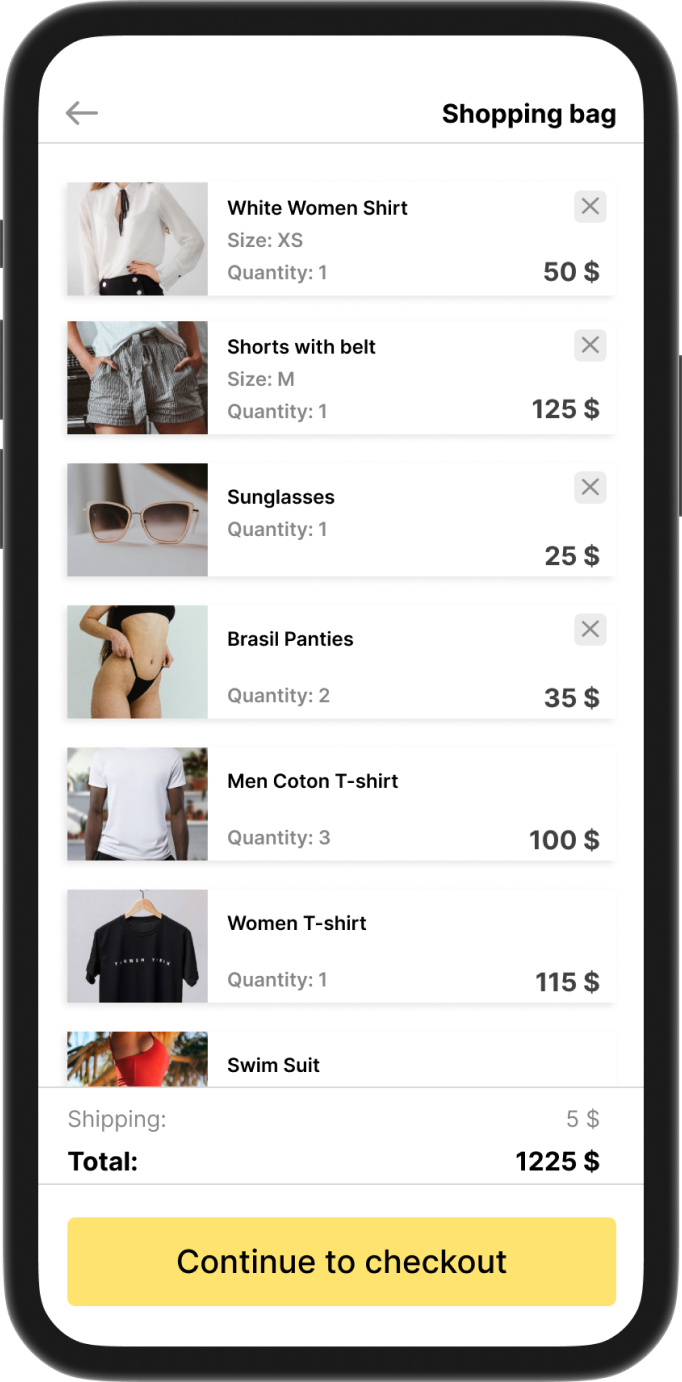 Shopping bag
White Women Shirt
Size: XS
Quantity: 1
50 $
Shorts with belt
Size: M
Quantity: 1
125 $
Sunglasses
Quantity: 1
25 $
Brasil Panties
Quantity: 2
35 $
Men Coton T-shirt
Quantity: 3
100 $
Women T-shirt
Quantity: 1
115 $
Swim Suit
Shipping:
5 $
Total:
1225 $
Continue to checkout